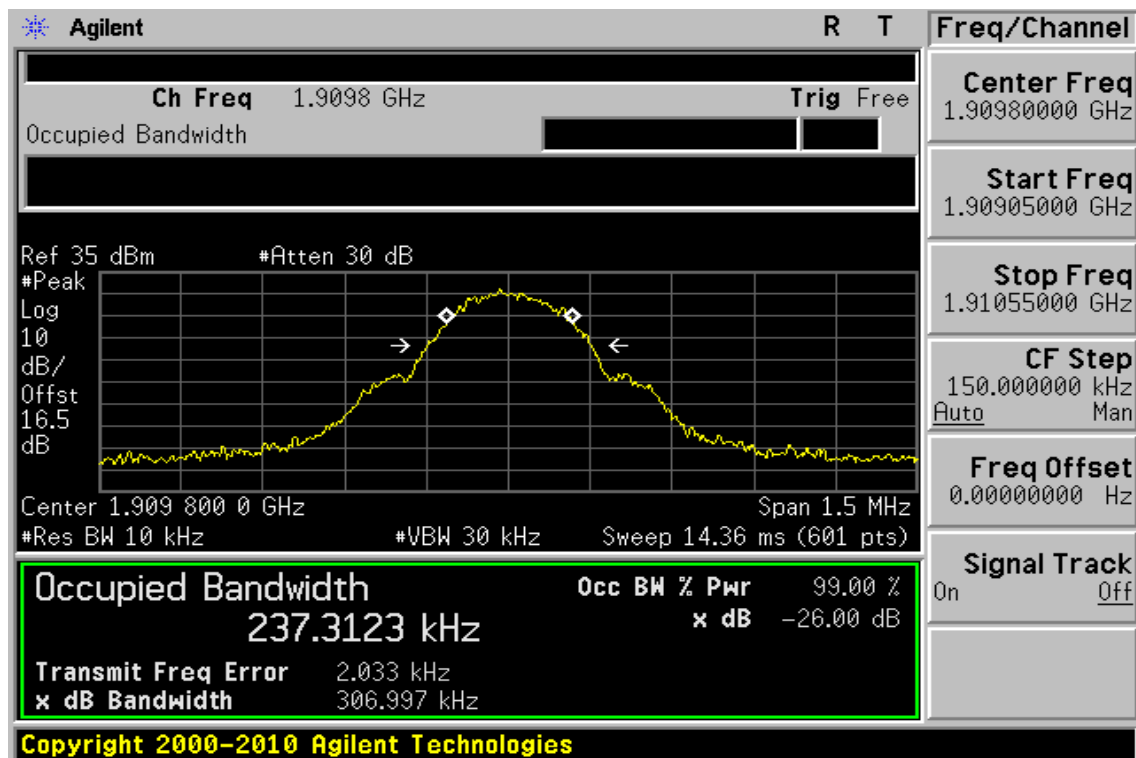 Agilent R T
Ch Freq 1.9098 GHz Trig Free
Occupied Bandwidth
Ref 35 dBm #Atten 30 dB
#Peak
Log
10
dB/
Offst
16.5
dB
Center 1.909 800 0 GHz Span 1.5 MHz
#Res BW 10 kHz #VBW 30 kHz Sweep 14.36 ms (601 pts)
Occupied Bandwidth Occ BW % Pwr 99.00 %
237.3123 kHz x dB -26.00 dB
Transmit Freq Error 2.033 kHz
x dB Bandwidth 306.997 kHz
Copyright 2000-2010 Agilent Technologies
Freq/Channel
Center Freq
1.90980000 GHz
Start Freq
1.90905000 GHz
Stop Freq
1.91055000 GHz
CF Step
150.000000 kHz
Auto Man
Freq Offset
0.00000000 Hz
Signal Track
On Off